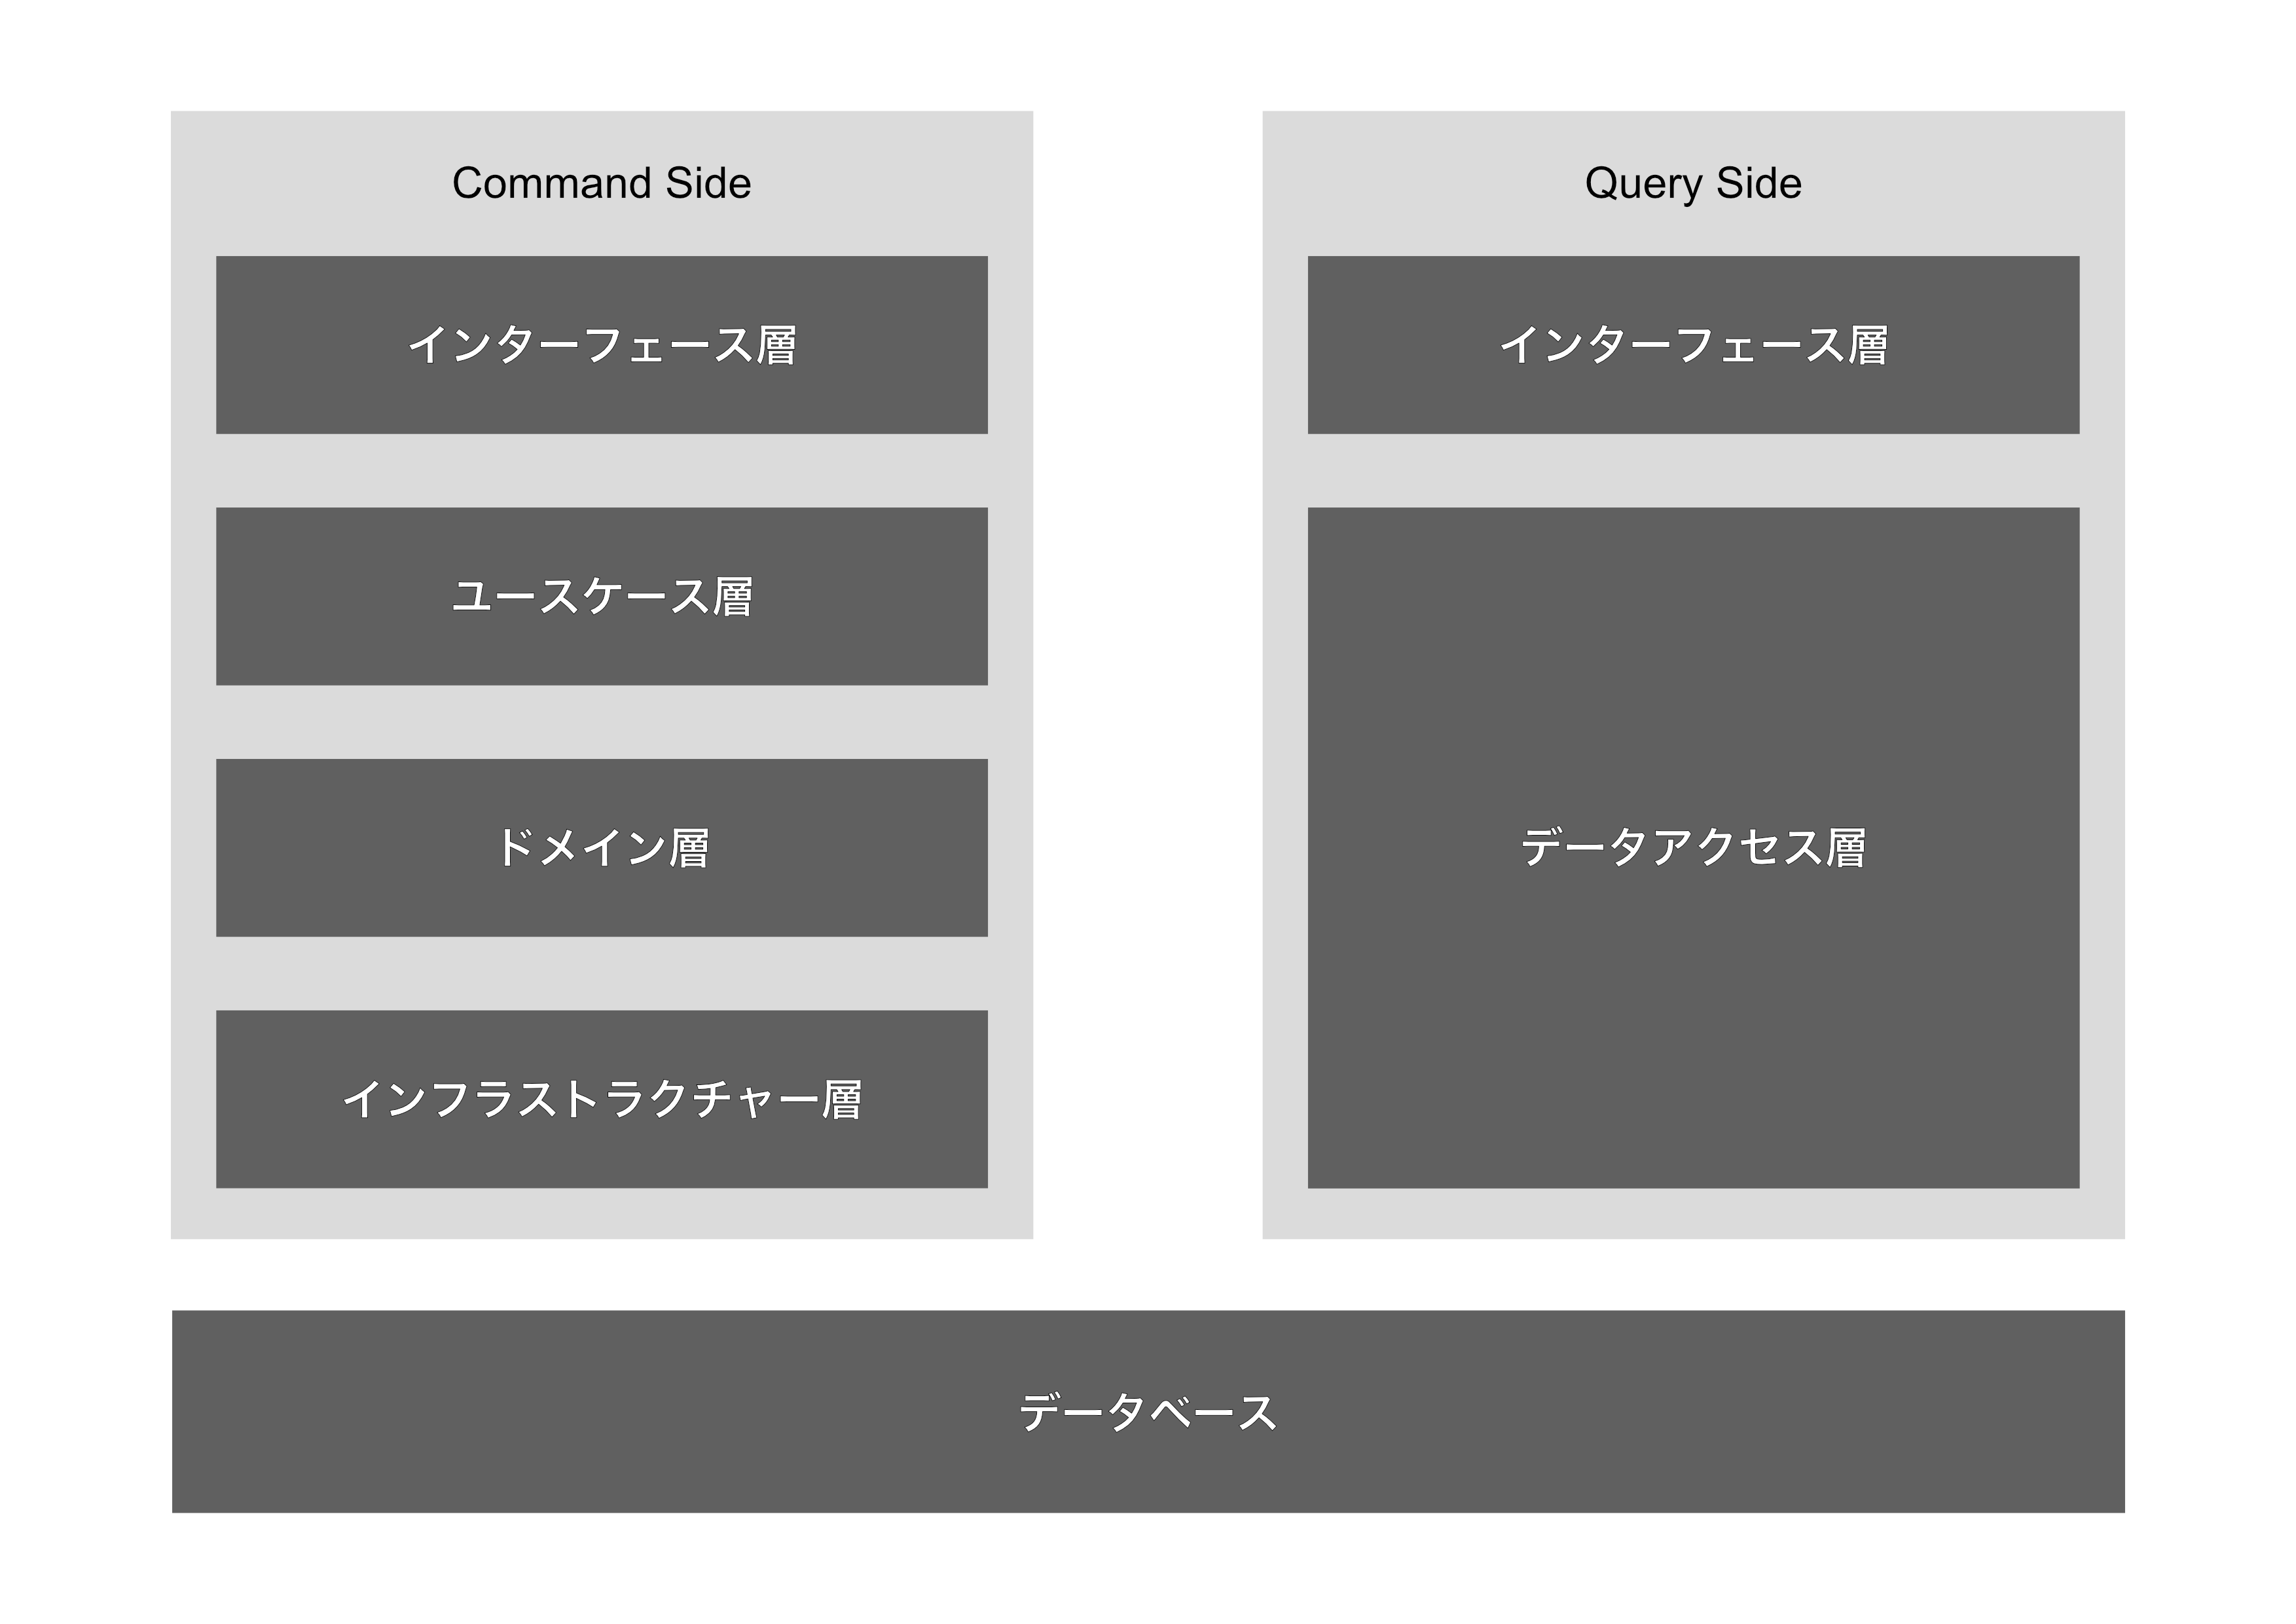 Command Side
インターフェース層
ユースケース層
ドメイン層
インフラストラクチャー層
Query Side
インターフェース層
データアクセス層
データベース